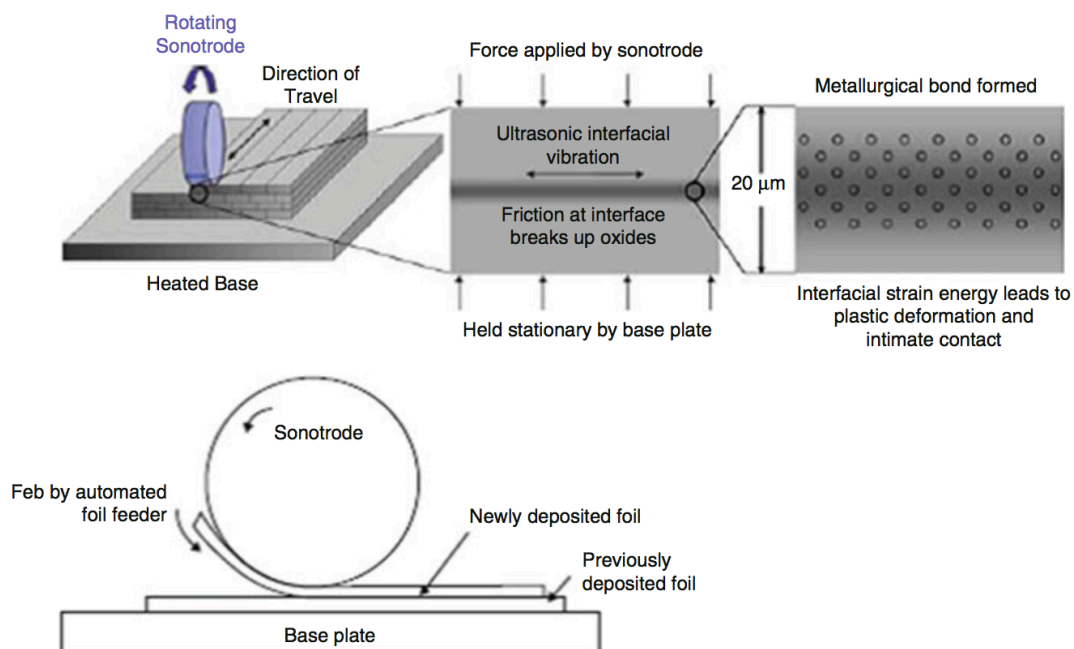 Rotating
Sonotrode
Direction of
Travel
Heated Base
Force applied by sonotrode
Ultrasonic interfacial
vibration
Friction at interface
breaks up oxides
Held stationary by base plate
Metallurgical bond formed
20 μm
Interfacial strain energy leads to
plastic deformation and
intimate contact
Sonotrode
Feb by automated
foil feeder
Newly deposited foil
Previously
deposited foil
Base plate